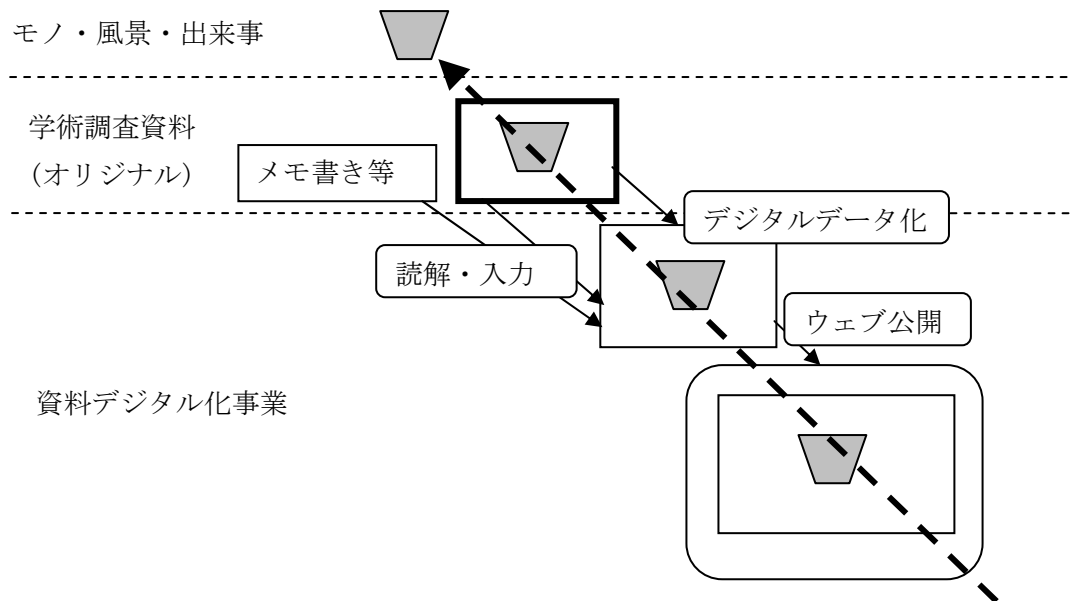 モノ・風景・出来事
学術調査資料
（オリジナル）
メモ書き等
デジタルデータ化
読解・入力
ウェブ公開
資料デジタル化事業